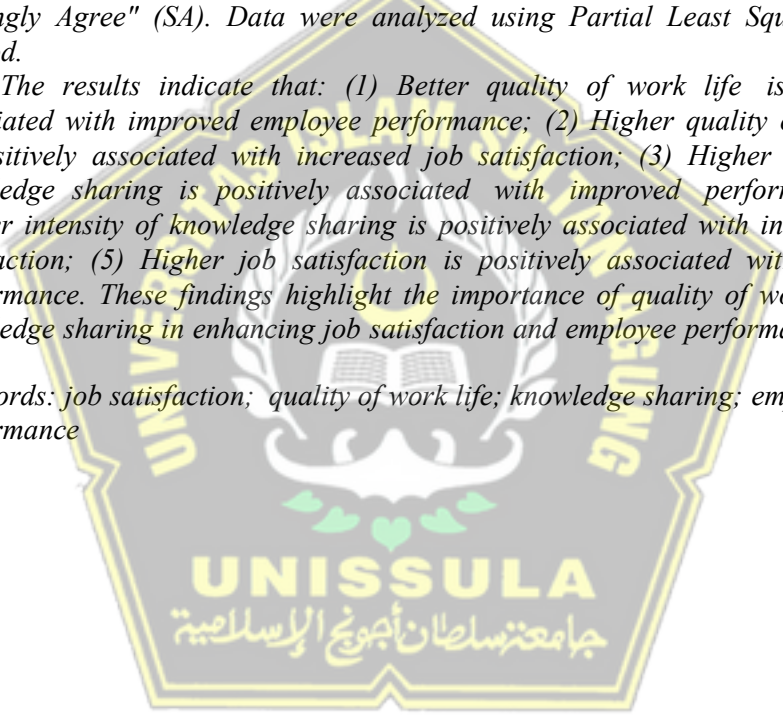 ngly Agree" (SA). Data were analyzed using Partial Least Squ
d.
The results indicate that: (1) Better quality of work life is
iated with improved employee performance; (2) Higher quality
sitively associated with increased job satisfaction; (3) Higher
edge sharing is positively associated with improved perform
r intensity of knowledge sharing is positively associated with in
action; (5) Higher job satisfaction is positively associated wit
rmance. These findings highlight the importance of quality of wo
edge sharing in enhancing job satisfaction and employee performa
ords: job satisfaction; quality of work life; knowledge sharing; emp
rmance
UNIVERSITAS ISLAM SULTAN AGUNG
UNISSULA
جامعة سلطان أجونج الإسلامية